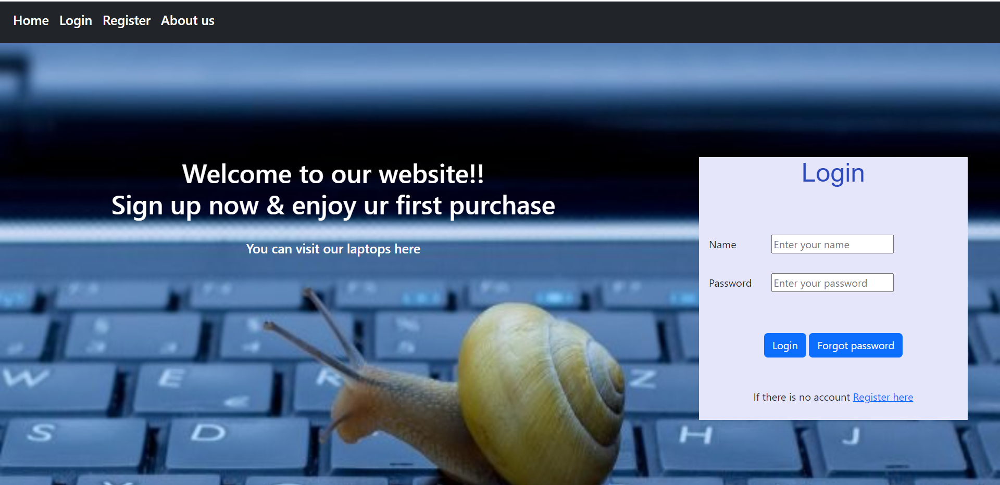 Home Login Register About us
Welcome to our website!!
Sign up now & enjoy ur first purchase
You can visit our laptops here
Login
Name Enter your name
Password Enter your password
Login Forgot password
If there is no account Register here
W E R Z
S D H J